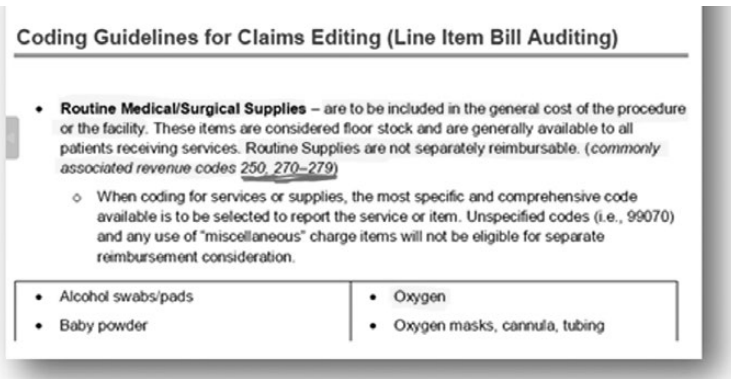 Coding Guidelines for Claims Editing (Line Item Bill Auditing)
• Routine Medical/Surgical Supplies – are to be included in the general cost of the procedure
or the facility. These items are considered floor stock and are generally available to all
patients receiving services. Routine Supplies are not separately reimbursable. (commonly
associated revenue codes 250, 270–279)
o When coding for services or supplies, the most specific and comprehensive code
available is to be selected to report the service or item. Unspecified codes (i.e., 99070)
and any use of "miscellaneous" charge items will not be eligible for separate
reimbursement consideration.
• Alcohol swabs/pads
• Baby powder
• Oxygen
• Oxygen masks, cannula, tubing